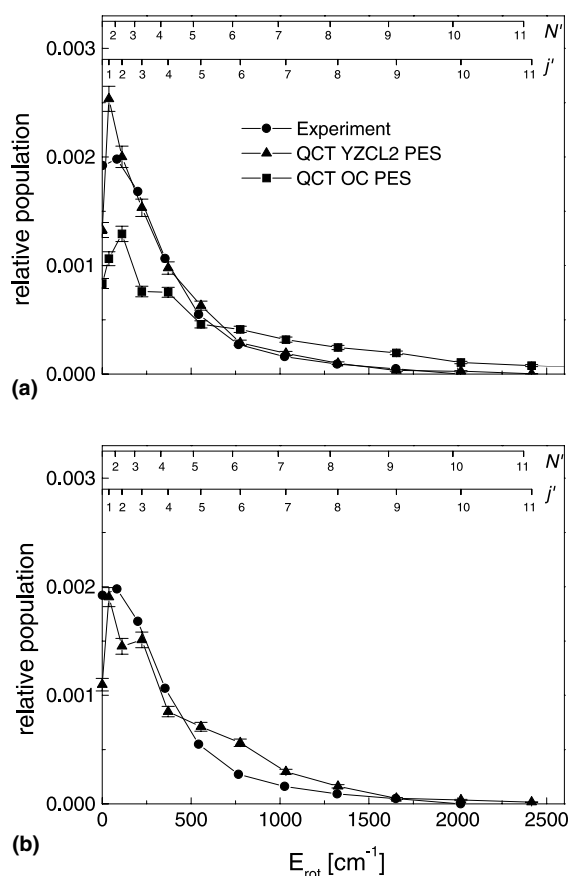 0.003
0.002
0.001
0.000
relative population
2 3 4 5 6 7 8 9 10 11 N'
1 2 3 4 5 6 7 8 9 10 11 j'
Experiment
QCT YZCL2 PES
QCT OC PES
(a)
0.003
0.002
0.001
0.000
relative population
2 3 4 5 6 7 8 9 10 11 N'
1 2 3 4 5 6 7 8 9 10 11 j'
0 500 1000 1500 2000 2500
(b)
E_rot [cm⁻¹]